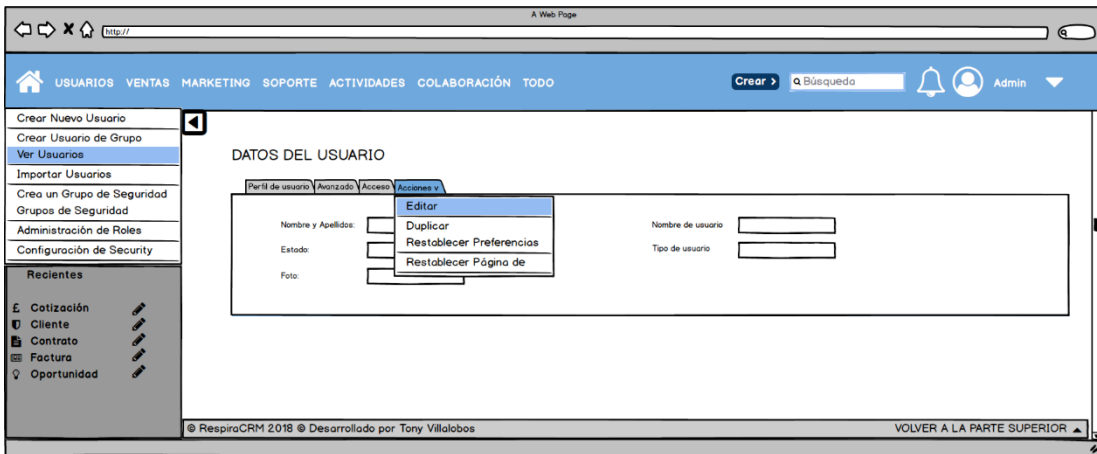 A Web Page
http://
USUARIOS VENTAS MARKETING SOPORTE ACTIVIDADES COLABORACIÓN TODO Crear > Búsqueda Admin
Crear Nuevo Usuario
Crear Usuario de Grupo
Ver Usuarios
Importar Usuarios
Crea un Grupo de Seguridad
Grupos de Seguridad
Administración de Roles
Configuración de Security
Recientes
£ Cotización
Cliente
Contrato
Factura
Oportunidad
DATOS DEL USUARIO
Perfil de usuario Avanzado Acceso Acciones v
Editar
Duplicar
Restablecer Preferencias
Restablecer Página de
Nombre y Apellidos:
Estado:
Foto:
Nombre de usuario
Tipo de usuario
© RespiraCRM 2018 © Desarrollado por Tony Villalobos VOLVER A LA PARTE SUPERIOR